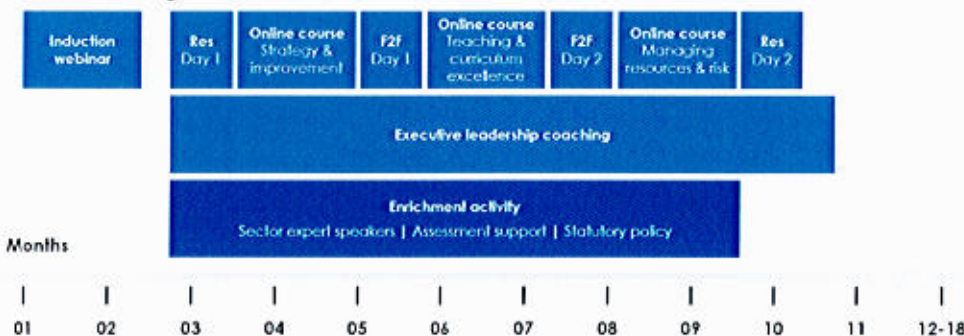 Induction
webinar
Res
Day 1
Online course
Strategy &
improvement
F2F
Day 1
Online course
Teaching &
curriculum
excellence
F2F
Day 2
Online course
Managing
resources & risk
Res
Day 2
Executive leadership coaching
Enrichment activity
Sector expert speakers | Assessment support | Statutory policy
Months
01 02 03 04 05 06 07 08 09 10 11 12-18